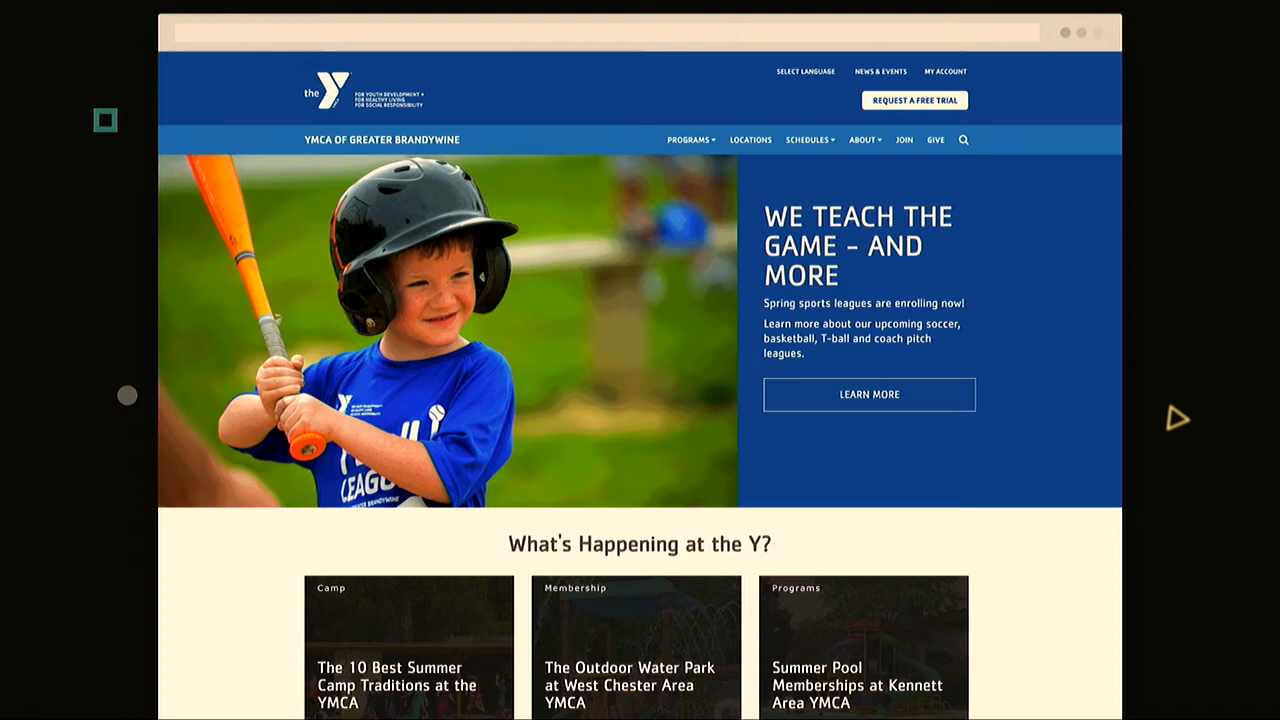 SELECT LANGUAGE NEWS & EVENTS MY ACCOUNT
the Y
FOR YOUTH DEVELOPMENT
FOR HEALTHY LIVING
FOR SOCIAL RESPONSIBILITY
REQUEST A FREE TRIAL
YMCA OF GREATER BRANDYWINE
PROGRAMS LOCATIONS SCHEDULES ABOUT JOIN GIVE
WE TEACH THE
GAME – AND
MORE
Spring sports leagues are enrolling now!
Learn more about our upcoming soccer,
basketball, T-ball and coach pitch
leagues.
LEARN MORE
LEAGU
BRANDYWINE
What's Happening at the Y?
Camp
The 10 Best Summer
Camp Traditions at the
YMCA
Membership
The Outdoor Water Park
at West Chester Area
YMCA
Programs
Summer Pool
Memberships at Kennett
Area YMCA